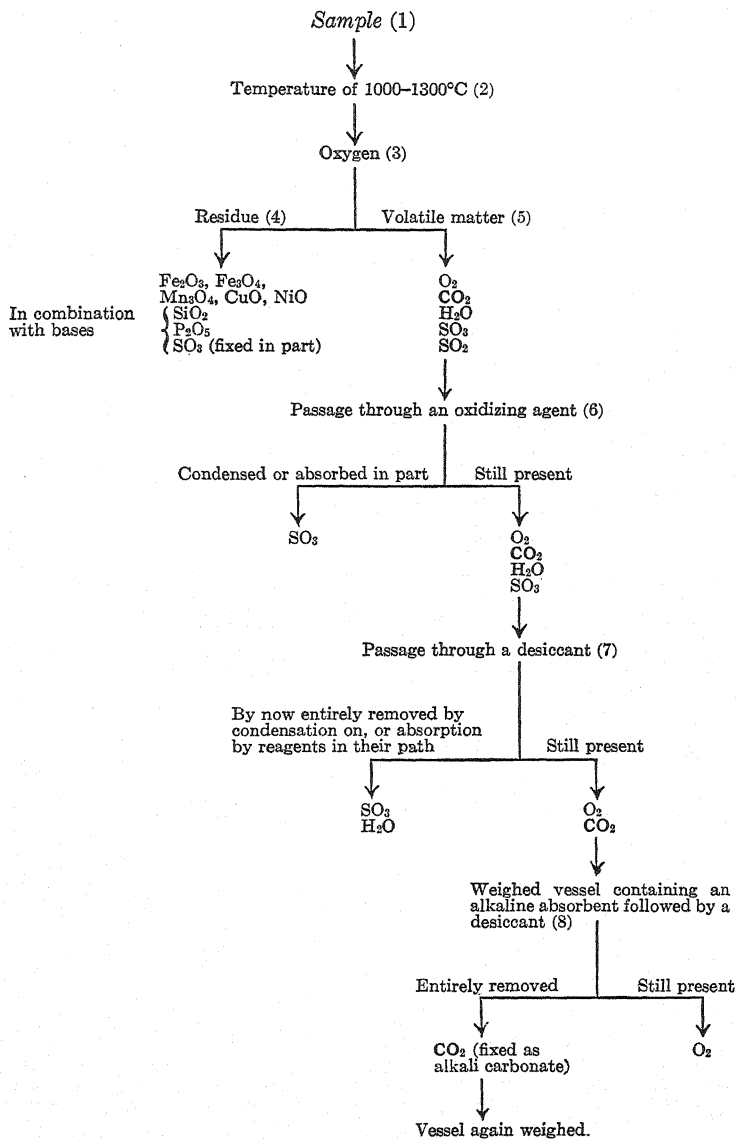 Sample (1)
Temperature of 1000–1300°C (2)
Oxygen (3)
Residue (4)
Volatile matter (5)
Fe₂O₃, Fe₃O₄,
Mn₃O₄, CuO, NiO
In combination
with bases
SiO₂
P₂O₅
SO₃ (fixed in part)
O₂
CO₂
H₂O
SO₃
SO₂
Passage through an oxidizing agent (6)
Condensed or absorbed in part
Still present
SO₃
O₂
CO₂
H₂O
SO₃
Passage through a desiccant (7)
By now entirely removed by
condensation on, or absorption
by reagents in their path
Still present
SO₃
H₂O
O₂
CO₂
Weighed vessel containing an
alkaline absorbent followed by a
desiccant (8)
Entirely removed
Still present
CO₂ (fixed as
alkali carbonate)
O₂
Vessel again weighed.